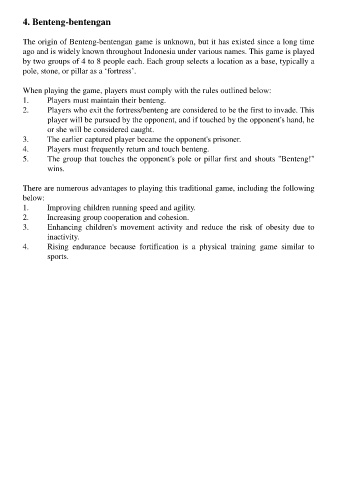 4. Benteng-bentengan
The origin of Benteng-bentengan game is unknown, but it has existed since a long time
ago and is widely known throughout Indonesia under various names. This game is played
by two groups of 4 to 8 people each. Each group selects a location as a base, typically a
pole, stone, or pillar as a 'fortress'.
When playing the game, players must comply with the rules outlined below:
1. Players must maintain their benteng.
2. Players who exit the fortress/benteng are considered to be the first to invade. This
player will be pursued by the opponent, and if touched by the opponent's hand, he
or she will be considered caught.
3. The earlier captured player became the opponent's prisoner.
4. Players must frequently return and touch benteng.
5. The group that touches the opponent's pole or pillar first and shouts "Benteng!"
wins.
There are numerous advantages to playing this traditional game, including the following
below:
1. Improving children running speed and agility.
2. Increasing group cooperation and cohesion.
3. Enhancing children's movement activity and reduce the risk of obesity due to
inactivity.
4. Rising endurance because fortification is a physical training game similar to
sports.